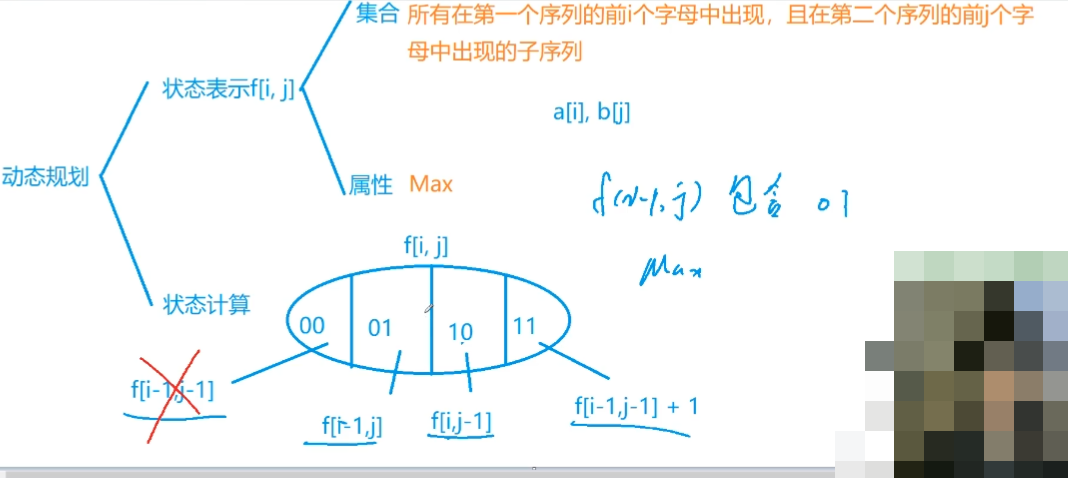 集合 所有在第一个序列的前i个字母中出现，且在第二个序列的前j个字
母中出现的子序列
状态表示f[i, j]
a[i], b[j]
动态规划
属性 Max
f(i-1, j) 包含 01
Max
f[i, j]
状态计算
00 01 10 11
f[i-1,j-1]
f[i-1,j]
f[i,j-1]
f[i-1,j-1] + 1